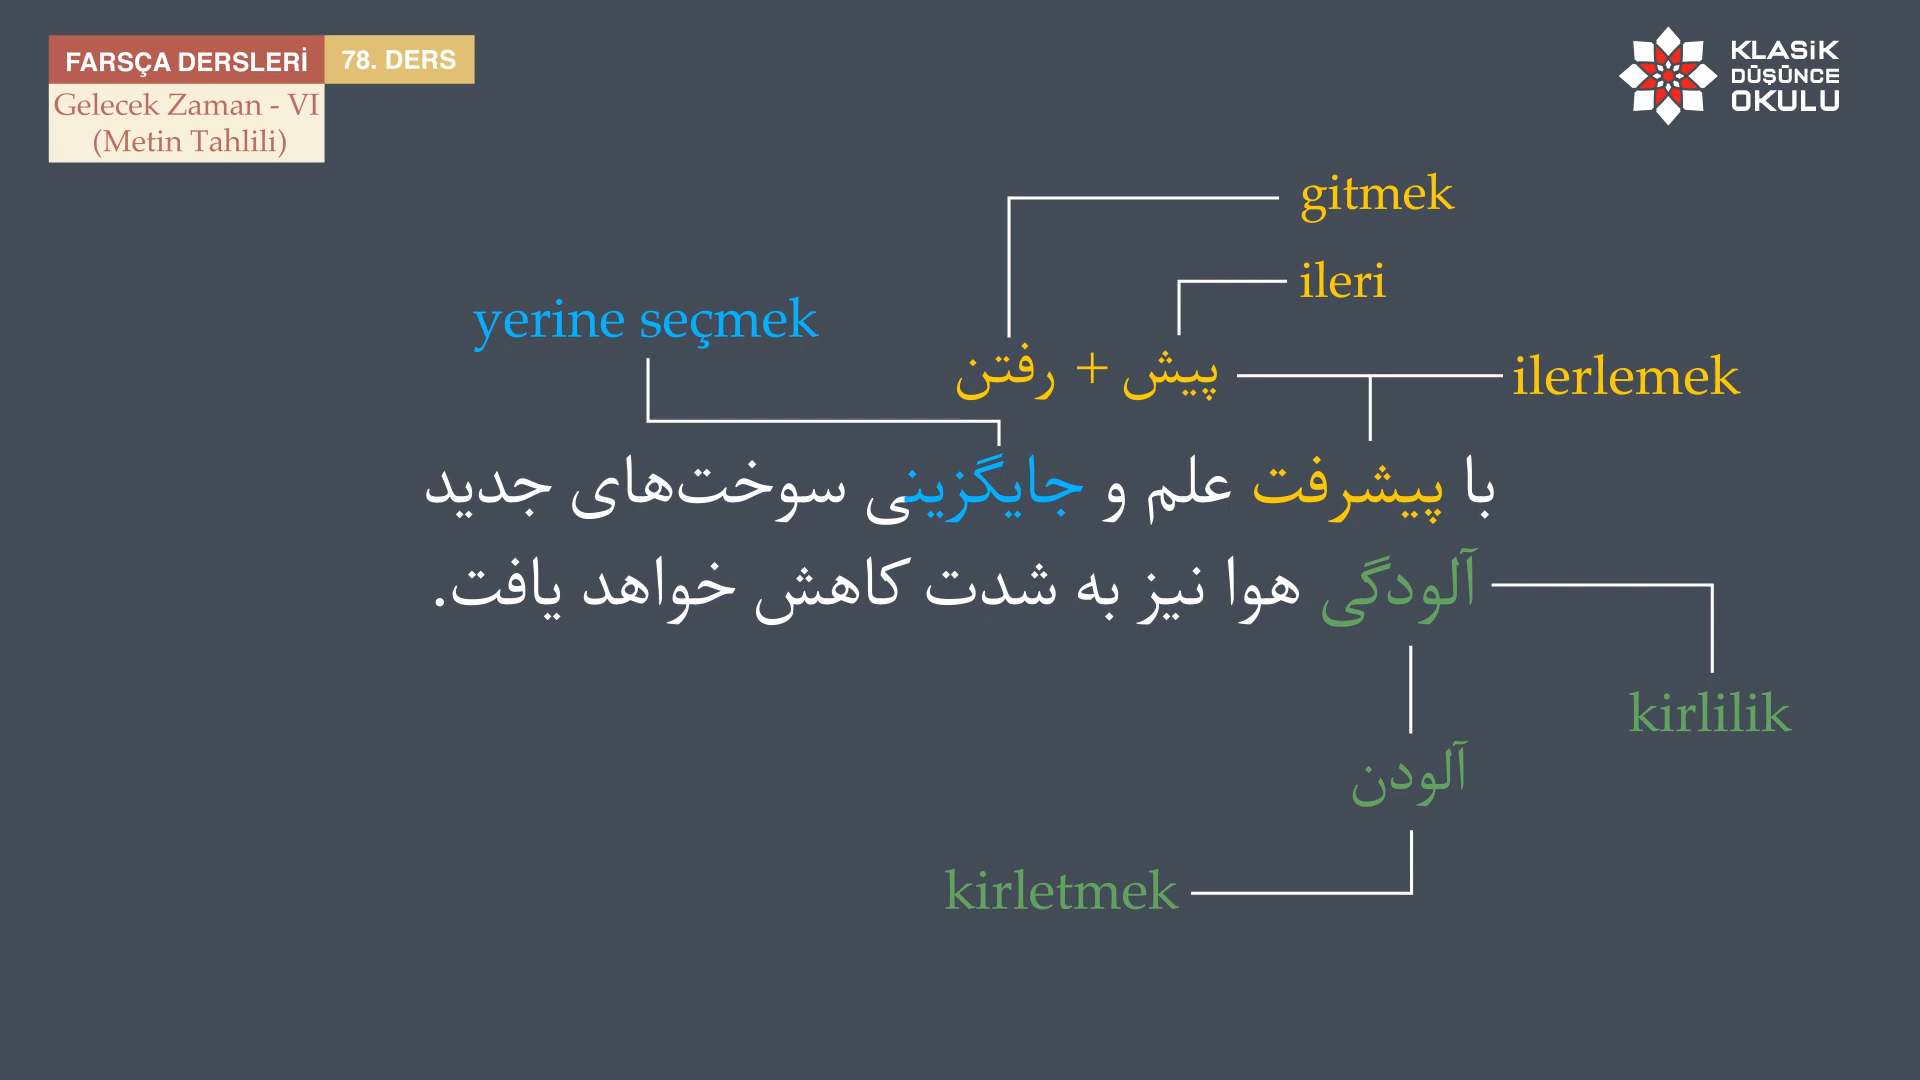 FARSÇA DERSLERİ
78. DERS
Gelecek Zaman - VI
(Metin Tahlili)
KLASiK
DÜŞÜNCE
OKULU
gitmek
ileri
yerine seçmek
پیش + رفتن
ilerlemek
با پیشرفت علم و جایگزینی سوخت‌های جدید
آلودگی هوا نیز به شدت کاهش خواهد یافت.
kirlilik
آلودن
kirletmek